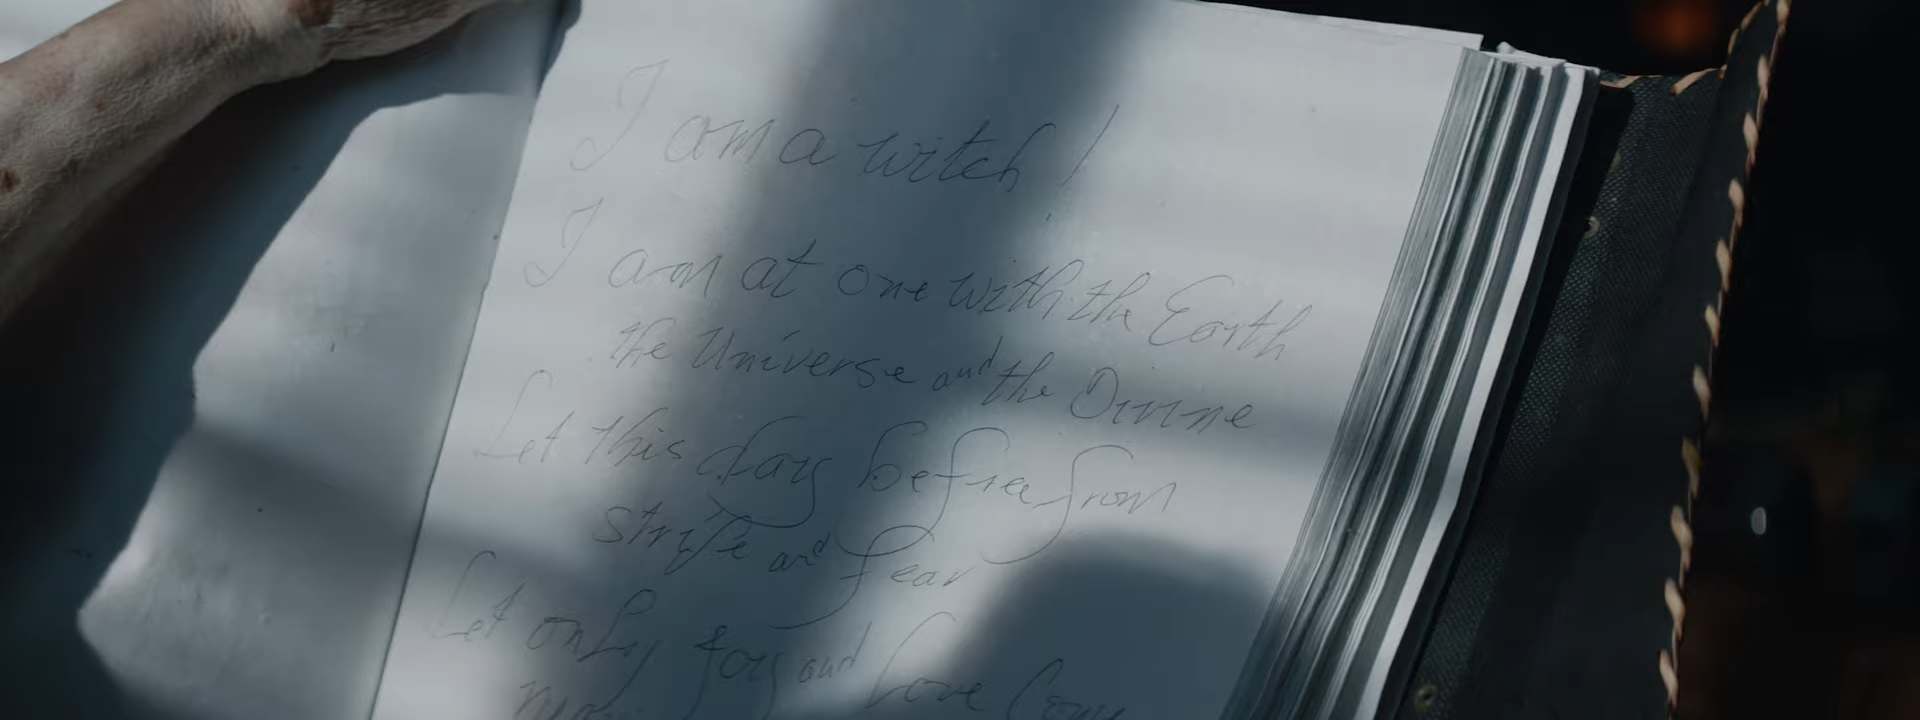 I am a witch!
I am at one with the Earth
the Universe and the Divine
Let this day be free from
strife and fear
Let only joy and Love